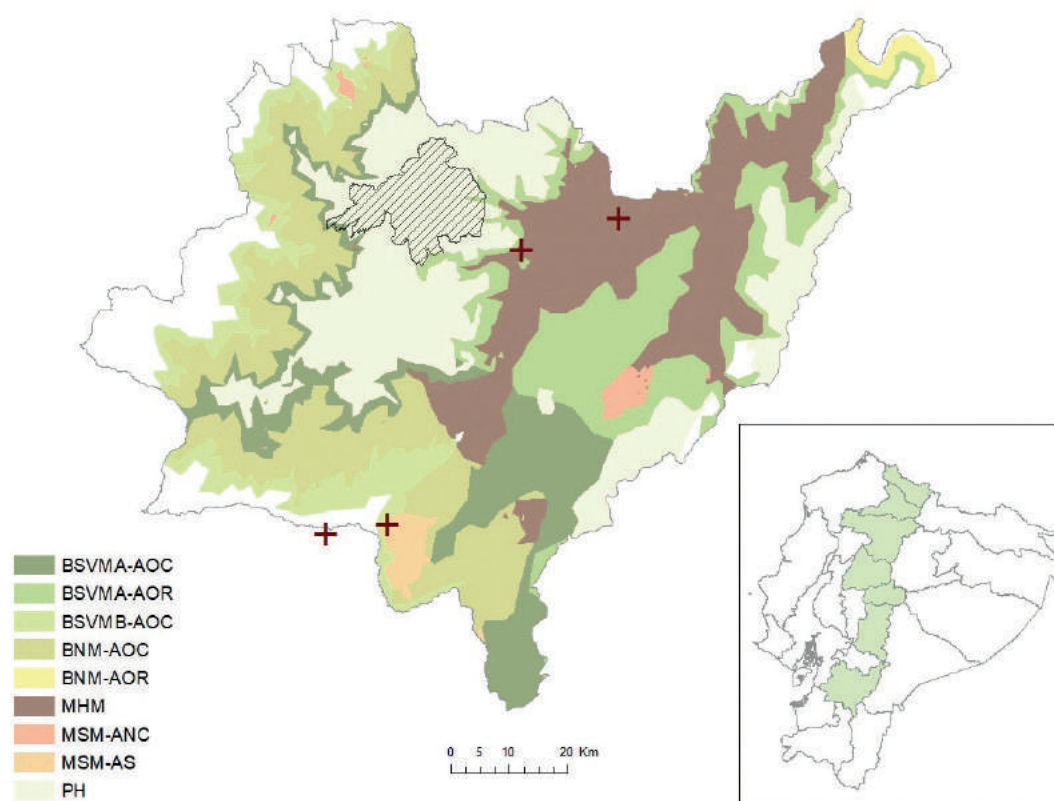 BSVMA-AOC
BSVMA-AOR
BSVMB-AOC
BNM-AOC
BNM-AOR
MHM
MSM-ANC
MSM-AS
PH
0 5 10 20 Km